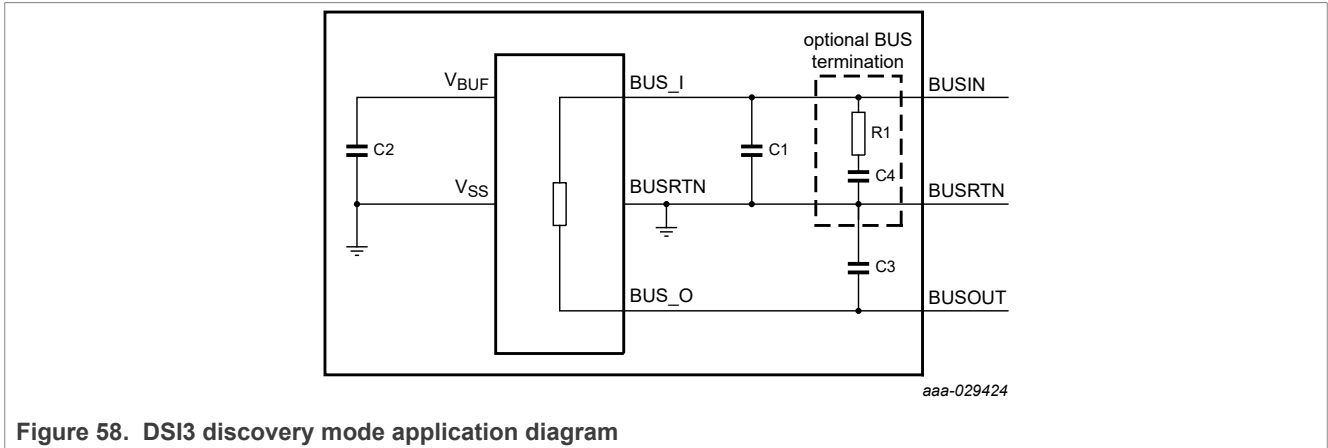 optional BUS
termination
VBUF
BUS_I
BUSIN
R1
C2
C1
C4
VSS
BUSRTN
BUSRTN
C3
BUS_O
BUSOUT
aaa-029424
Figure 58. DSI3 discovery mode application diagram